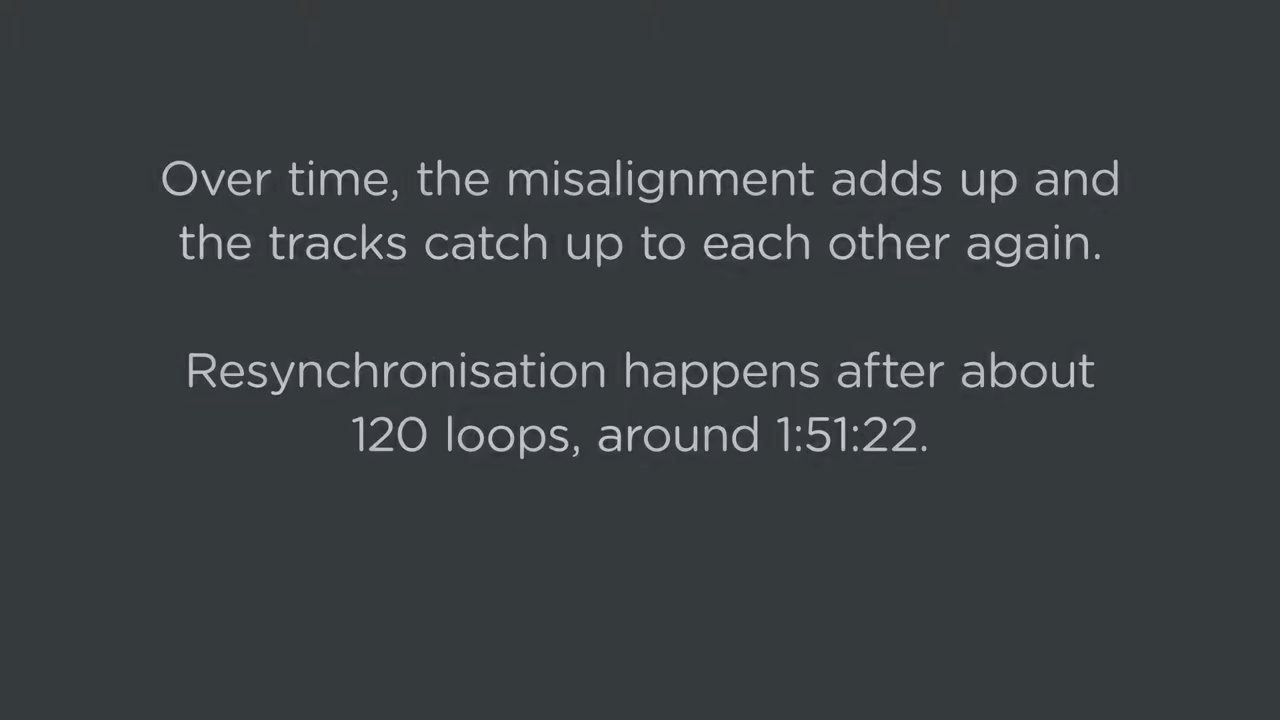 Over time, the misalignment adds up and
the tracks catch up to each other again.
Resynchronisation happens after about
120 loops, around 1:51:22.